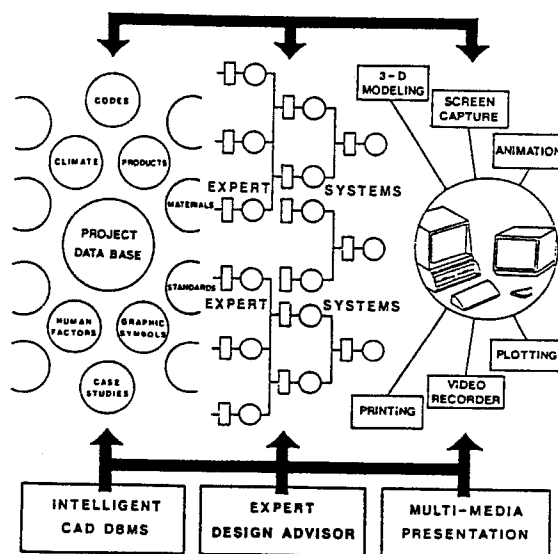 CODES
CLIMATE
PRODUCTS
MATERIALS
PROJECT
DATA BASE
STANDARDS
HUMAN
FACTORS
GRAPHIC
SYMBOLS
CASE
STUDIES
EXPERT SYSTEMS
EXPERT SYSTEMS
3-D
MODELING
SCREEN
CAPTURE
ANIMATION
PLOTTING
VIDEO
RECORDER
PRINTING
INTELLIGENT
CAD DBMS
EXPERT
DESIGN ADVISOR
MULTI-MEDIA
PRESENTATION